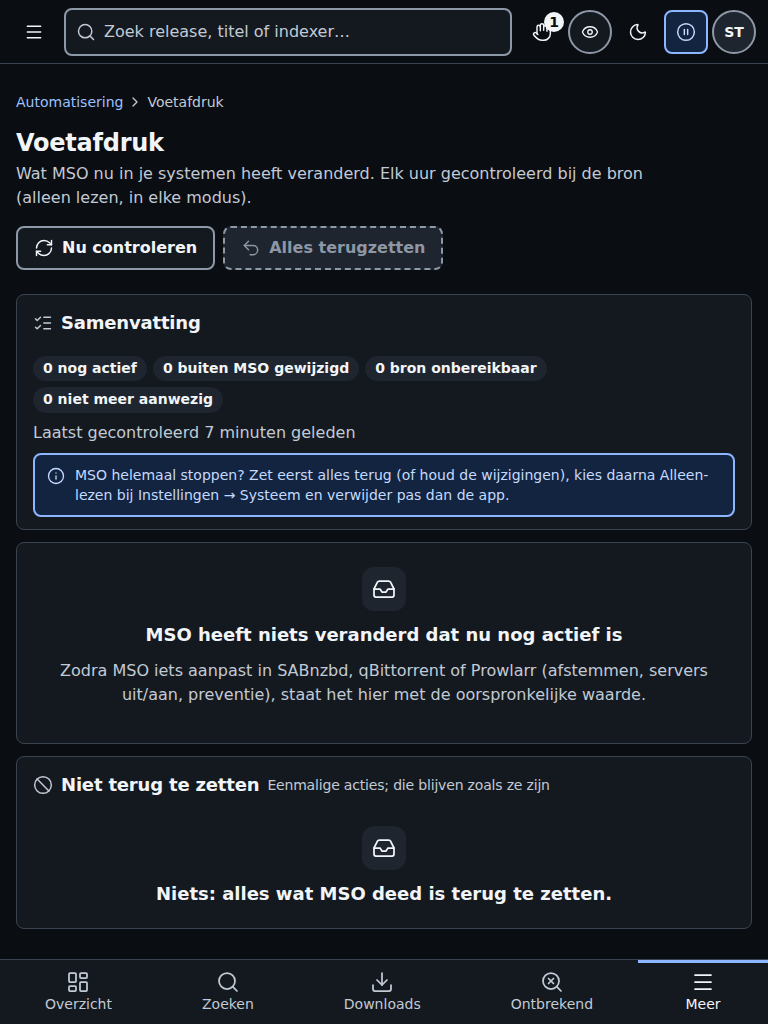 Zoek release, titel of indexer…
1
ST
Automatisering > Voetafdruk
Voetafdruk
Wat MSO nu in je systemen heeft veranderd. Elk uur gecontroleerd bij de bron
(alleen lezen, in elke modus).
Nu controleren
Alles terugzetten
Samenvatting
0 nog actief
0 buiten MSO gewijzigd
0 bron onbereikbaar
0 niet meer aanwezig
Laatst gecontroleerd 7 minuten geleden
MSO helemaal stoppen? Zet eerst alles terug (of houd de wijzigingen), kies daarna Alleen-
lezen bij Instellingen → Systeem en verwijder pas dan de app.
MSO heeft niets veranderd dat nu nog actief is
Zodra MSO iets aanpast in SABnzbd, qBittorrent of Prowlarr (afstemmen, servers
uit/aan, preventie), staat het hier met de oorspronkelijke waarde.
Niet terug te zetten Eenmalige acties; die blijven zoals ze zijn
Niets: alles wat MSO deed is terug te zetten.
Overzicht
Zoeken
Downloads
Ontbrekend
Meer